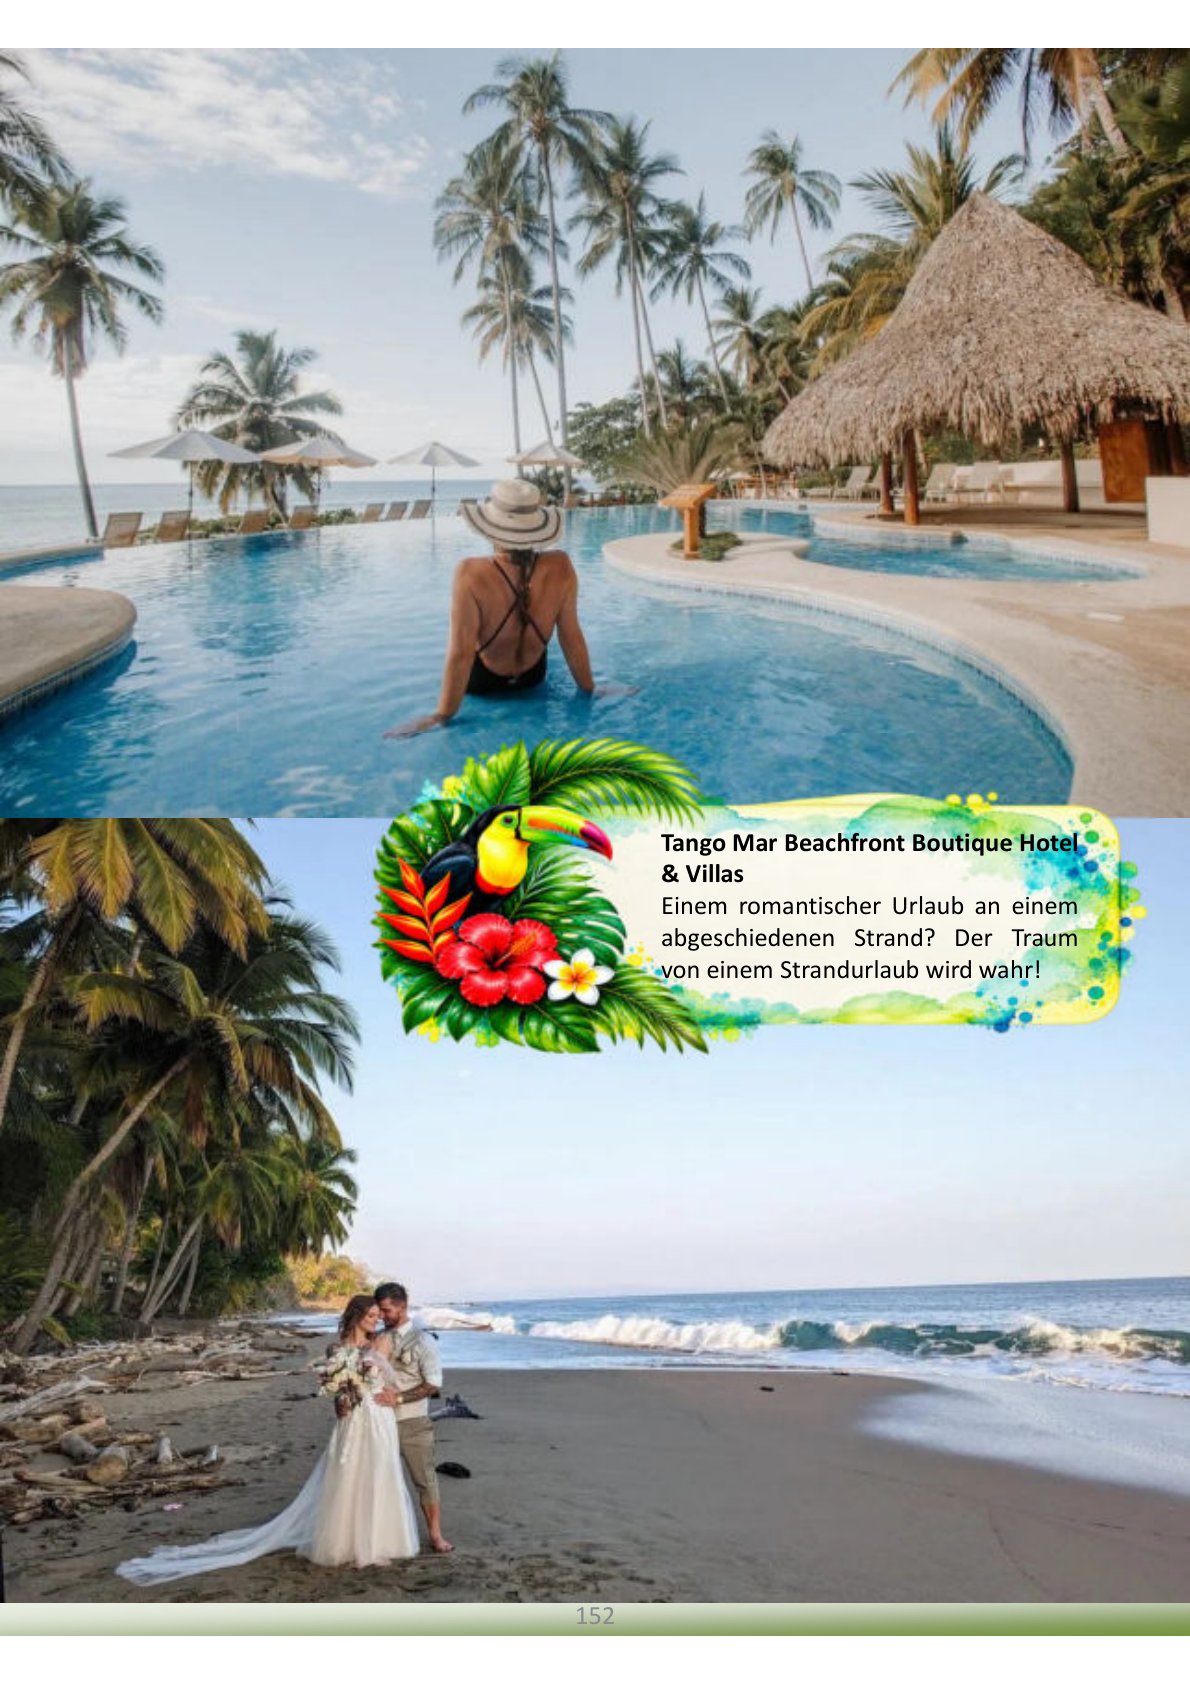 Tango Mar Beachfront Boutique Hotel
& Villas
Einem romantischer Urlaub an einem
abgeschiedenen Strand? Der Traum
von einem Strandurlaub wird wahr!
152